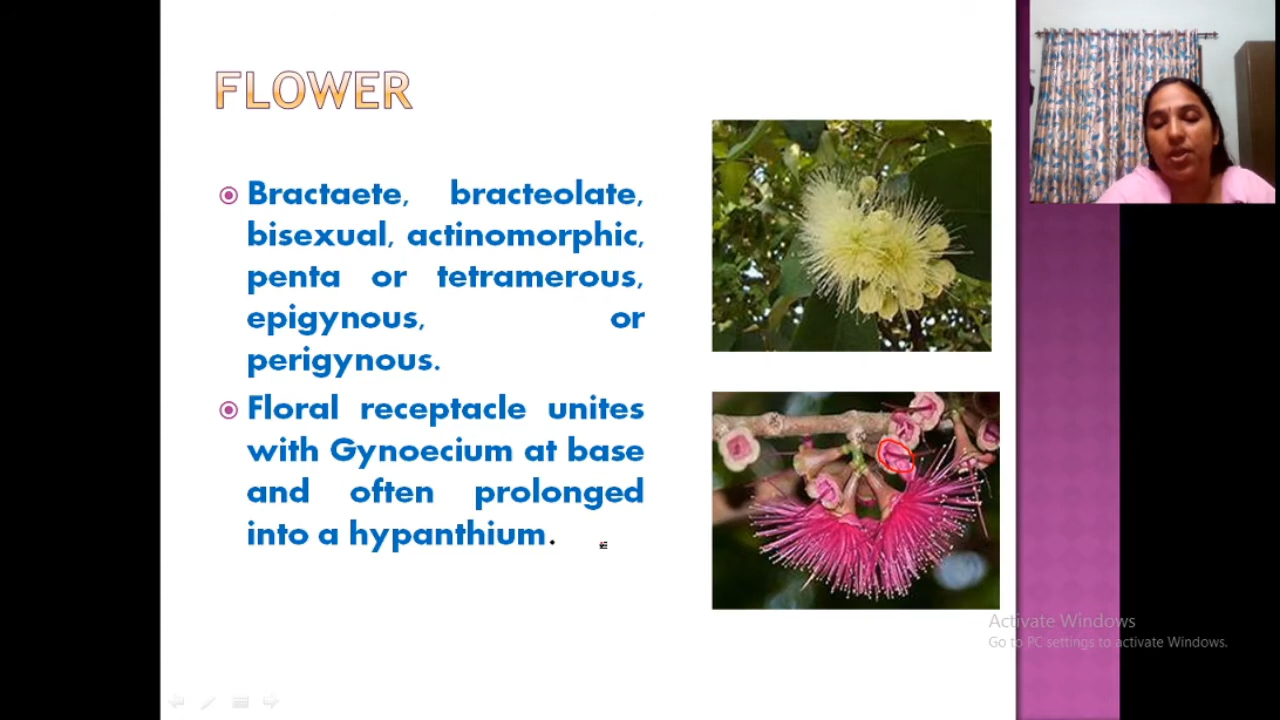 FLOWER
Bractaete, bracteolate,
bisexual, actinomorphic,
penta or tetramerous,
epigynous, or
perigynous.
Floral receptacle unites
with Gynoecium at base
and often prolonged
into a hypanthium.
Activate Windows
Go to PC settings to activate Windows.